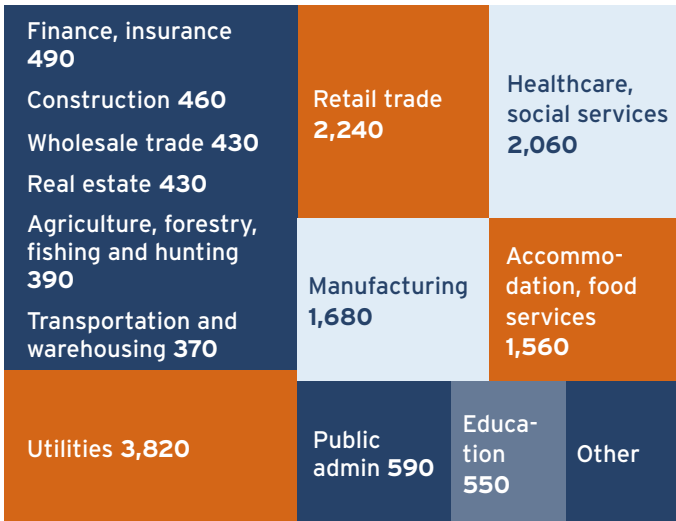 Finance, insurance
490
Construction 460
Wholesale trade 430
Real estate 430
Agriculture, forestry,
fishing and hunting
390
Transportation and
warehousing 370
Utilities 3,820
Retail trade
2,240
Healthcare,
social services
2,060
Manufacturing
1,680
Accommo-
dation, food
services
1,560
Public
admin 590
Educa-
tion
550
Other